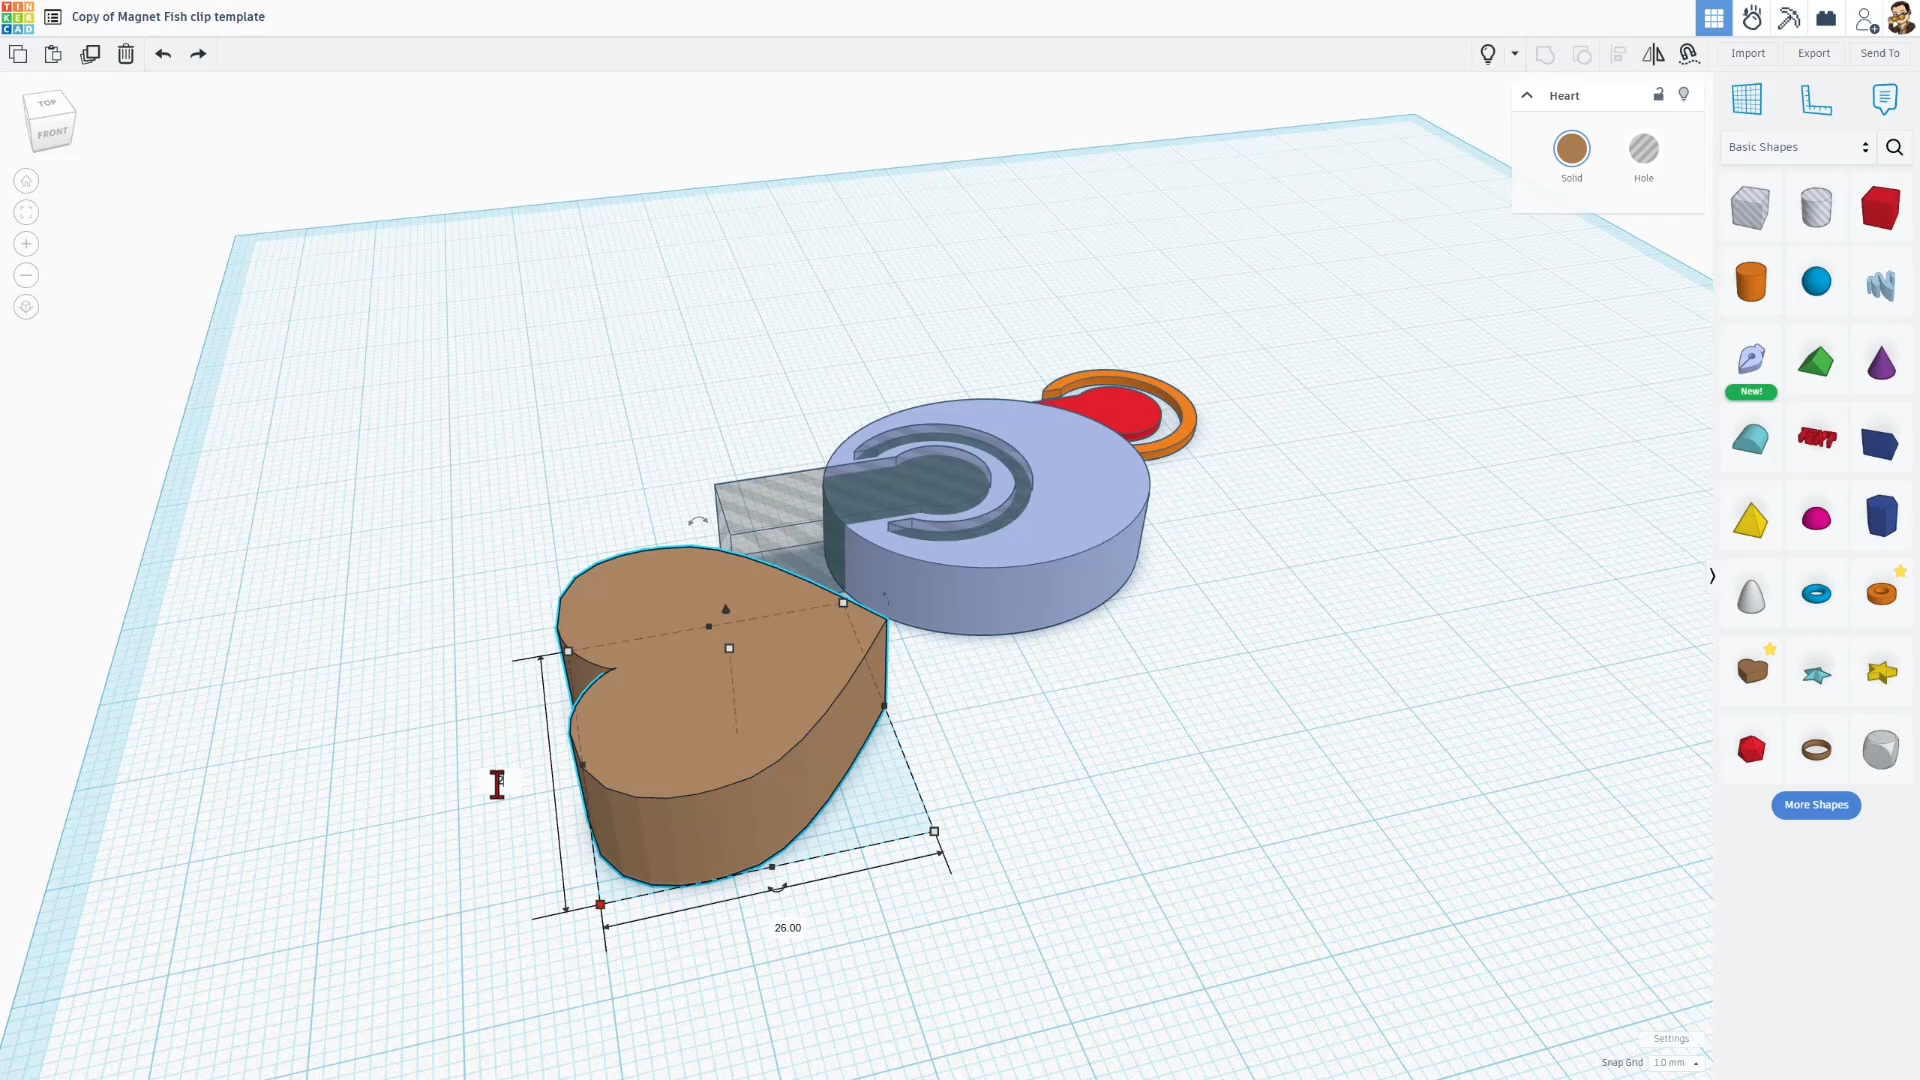 TIN
KER
CAD
Copy of Magnet Fish clip template
Import
Export
Send To
TOP
FRONT
Heart
Solid
Hole
Basic Shapes
New!
More Shapes
26.00
Settings
Snap Grid 1.0 mm